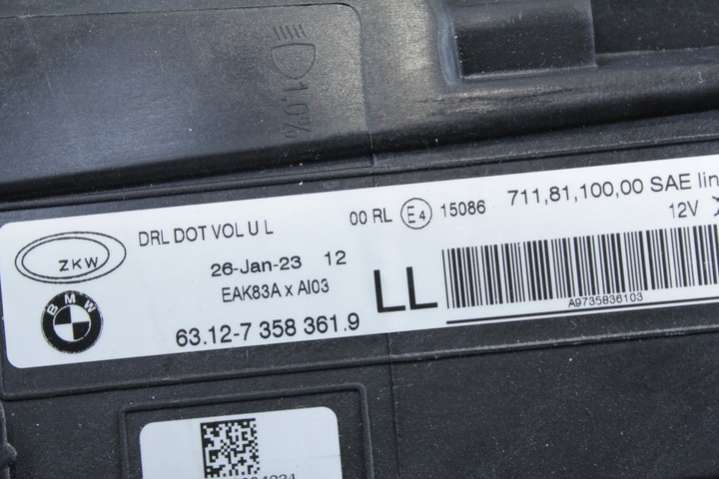 1,0%
DRL DOT VOL U L
00 RL E4 15086
711,81,100,00 SAE lin
12V
ZKW
26-Jan-23 12
EAK83A x AI03
LL
A9735836103
BMW
63.12-7 358 361.9